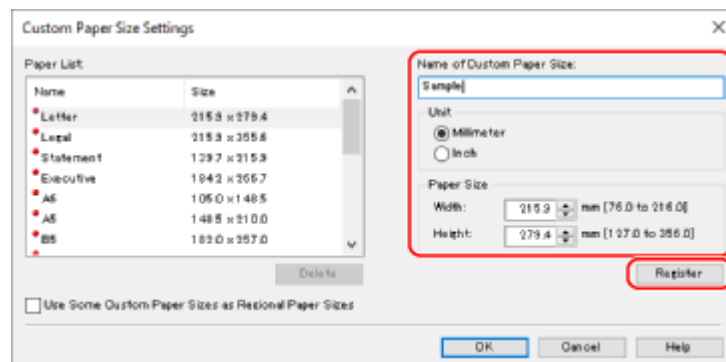 Custom Paper Size Settings
Paper List:
Name Size
Letter 215.9 x 279.4
Legal 215.9 x 355.6
Statement 139.7 x 215.9
Executive 184.2 x 266.7
A6 105.0 x 148.5
A5 148.5 x 210.0
B5 182.0 x 257.0
Delete
Use Some Custom Paper Sizes as Regional Paper Sizes
Name of Custom Paper Size:
Sample
Unit
Millimeter
Inch
Paper Size
Width: 215.9 mm [76.0 to 216.0]
Height: 279.4 mm [127.0 to 356.0]
Register
OK Cancel Help